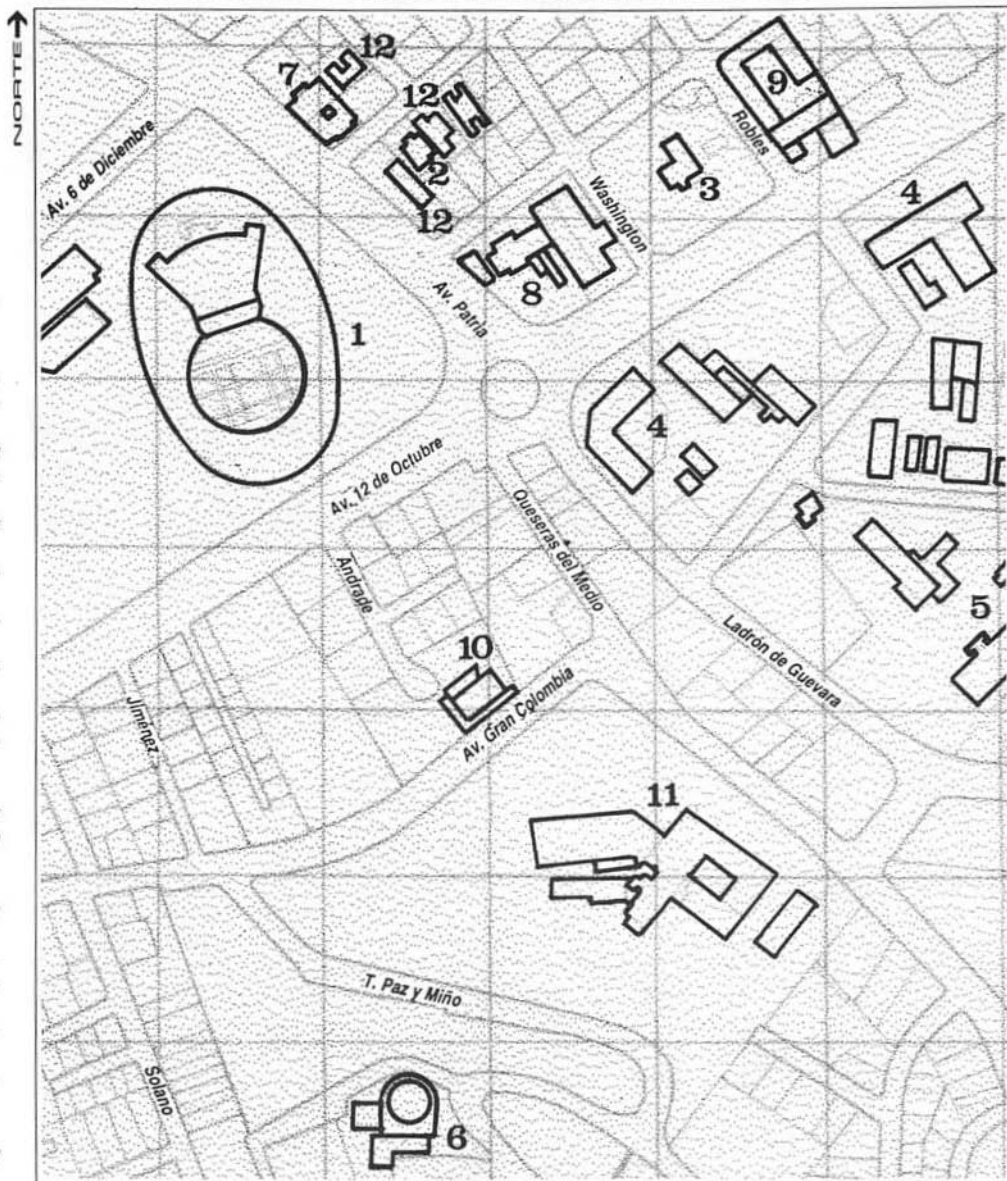 NORTE
12
7
12
9
Robles
Av. 6 de Diciembre
2
3
12
Washington
4
8
Av. Patria
1
4
Av. 12 de Octubre
Queseras del Medio
Andrade
5
10
Ladrón de Guevara
Jiménez
Av. Gran Colombia
11
T. Paz y Miño
Solano
6